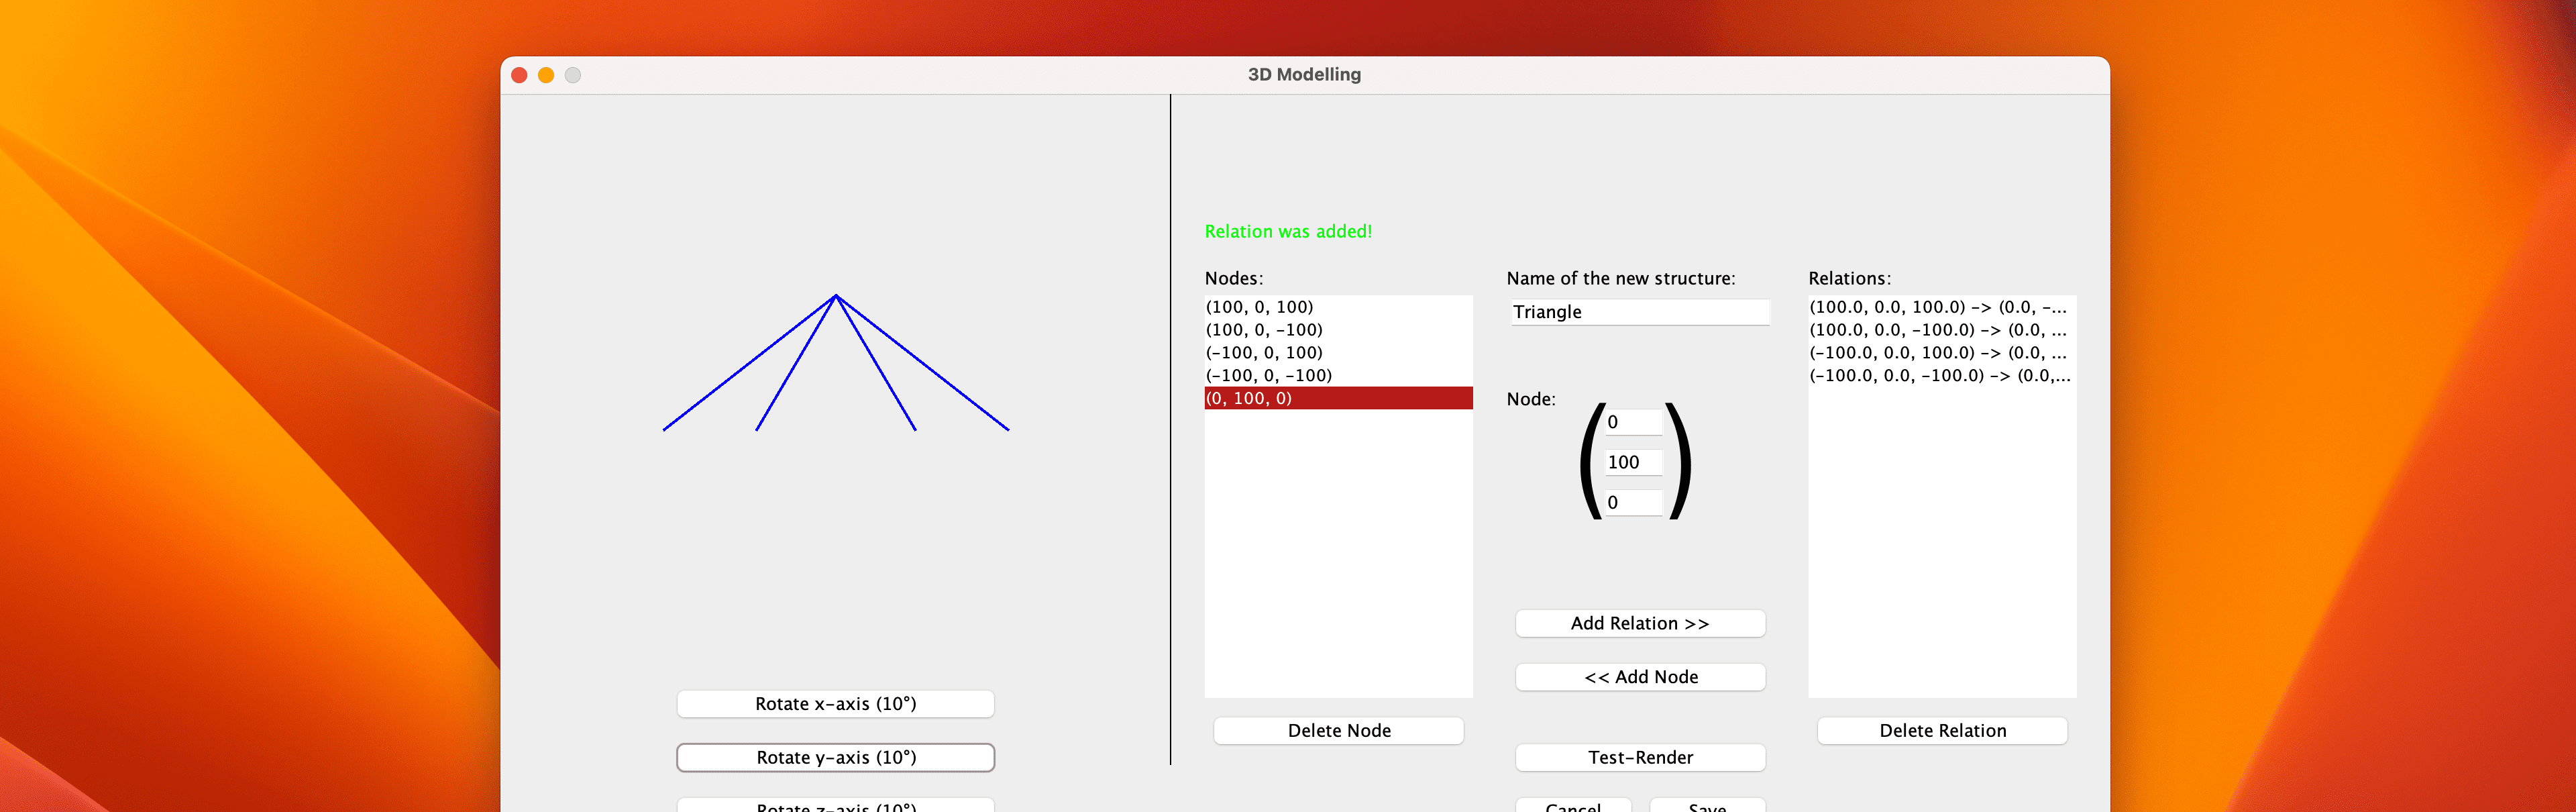 3D Modelling
Relation was added!
Nodes:
(100, 0, 100)
(100, 0, -100)
(-100, 0, 100)
(-100, 0, -100)
(0, 100, 0)
Delete Node
Name of the new structure:
Triangle
Node:
(
0
100
0
)
Add Relation >>
<< Add Node
Test-Render
Cancel
Save
Relations:
(100.0, 0.0, 100.0) -> (0.0, -...
(100.0, 0.0, -100.0) -> (0.0, ...
(-100.0, 0.0, 100.0) -> (0.0, ...
(-100.0, 0.0, -100.0) -> (0.0,...
Delete Relation
Rotate x-axis (10°)
Rotate y-axis (10°)
Rotate z-axis (10°)